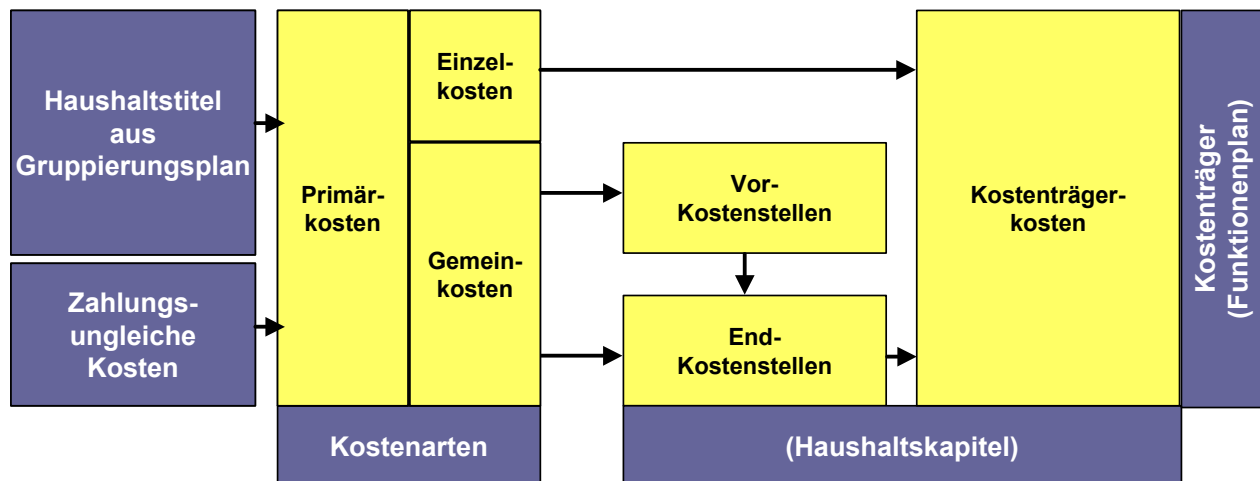 Haushaltstitel
aus
Gruppierungsplan
Zahlungs-
ungleiche
Kosten
Primär-
kosten
Einzel-
kosten
Gemein-
kosten
Kostenarten
Vor-
Kostenstellen
End-
Kostenstellen
(Haushaltskapitel)
Kostenträger-
kosten
Kostenträger
(Funktionenplan)